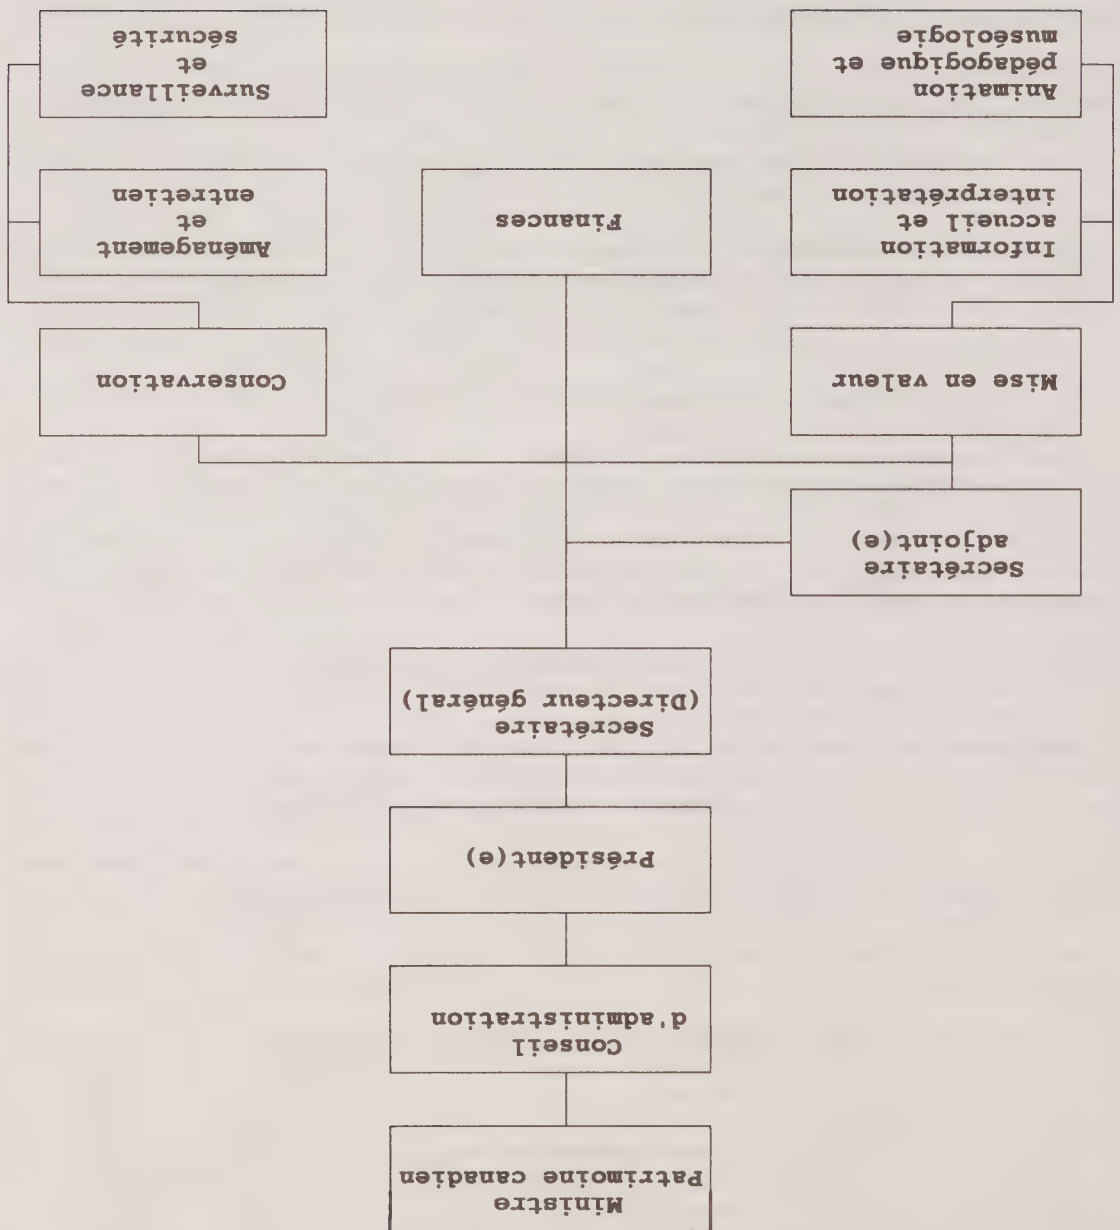 Ministre
Patrimoine canadien
Conseil
d'administration
Président(e)
Secrétaire
(Directeur général)
Secrétaire
adjoint(e)
Mise en valeur
Conservation
Information
accueil et
interprétation
Finances
Aménagement
et
entretien
Animation
pédagogique et
muséologie
Surveillance
et
sécurité